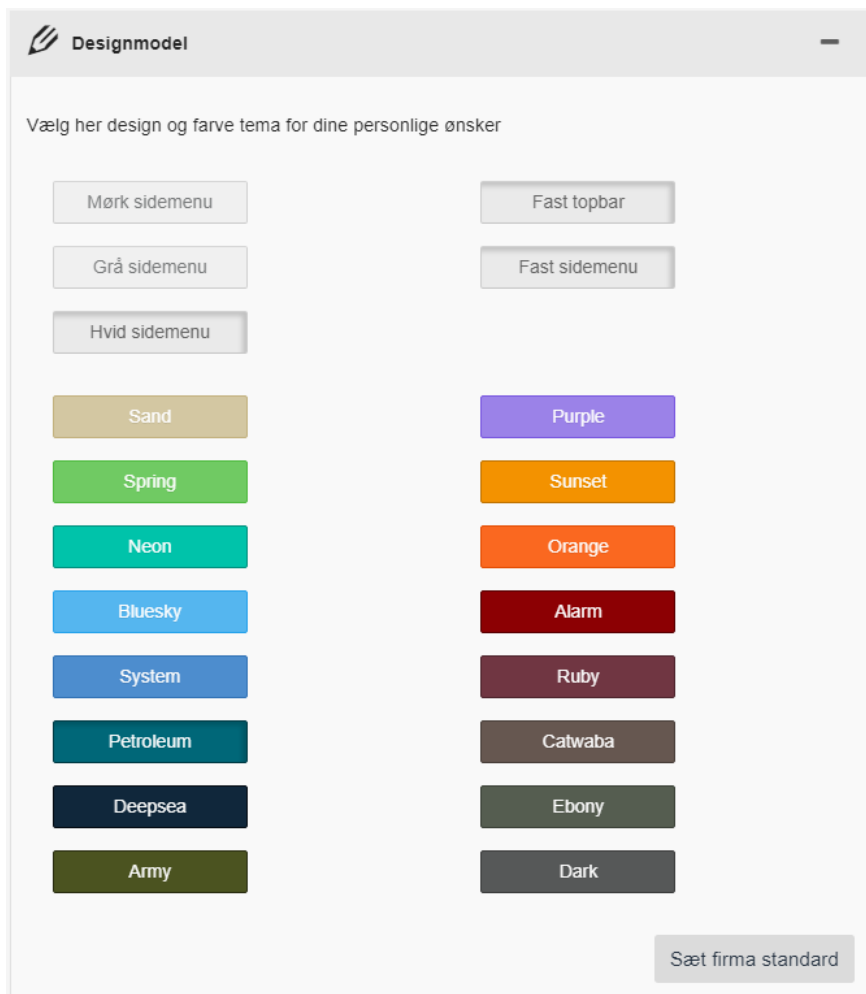 Designmodel
Vælg her design og farve tema for dine personlige ønsker
Mørk sidemenu
Fast topbar
Grå sidemenu
Fast sidemenu
Hvid sidemenu
Sand
Purple
Spring
Sunset
Neon
Orange
Bluesky
Alarm
System
Ruby
Petroleum
Catwaba
Deepsea
Ebony
Army
Dark
Sæt firma standard